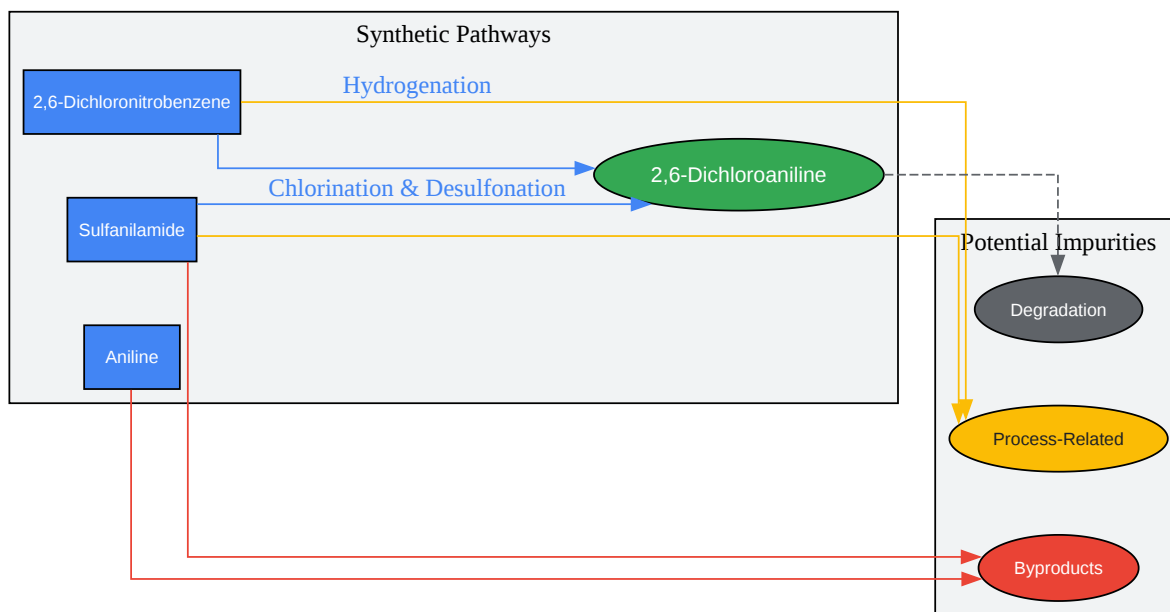 Synthetic Pathways
Hydrogenation
2,6-Dichloronitrobenzene
2,6-Dichloroaniline
Chlorination & Desulfonation
Sulfanilamide
Potential Impurities
Degradation
Aniline
Process-Related
Byproducts